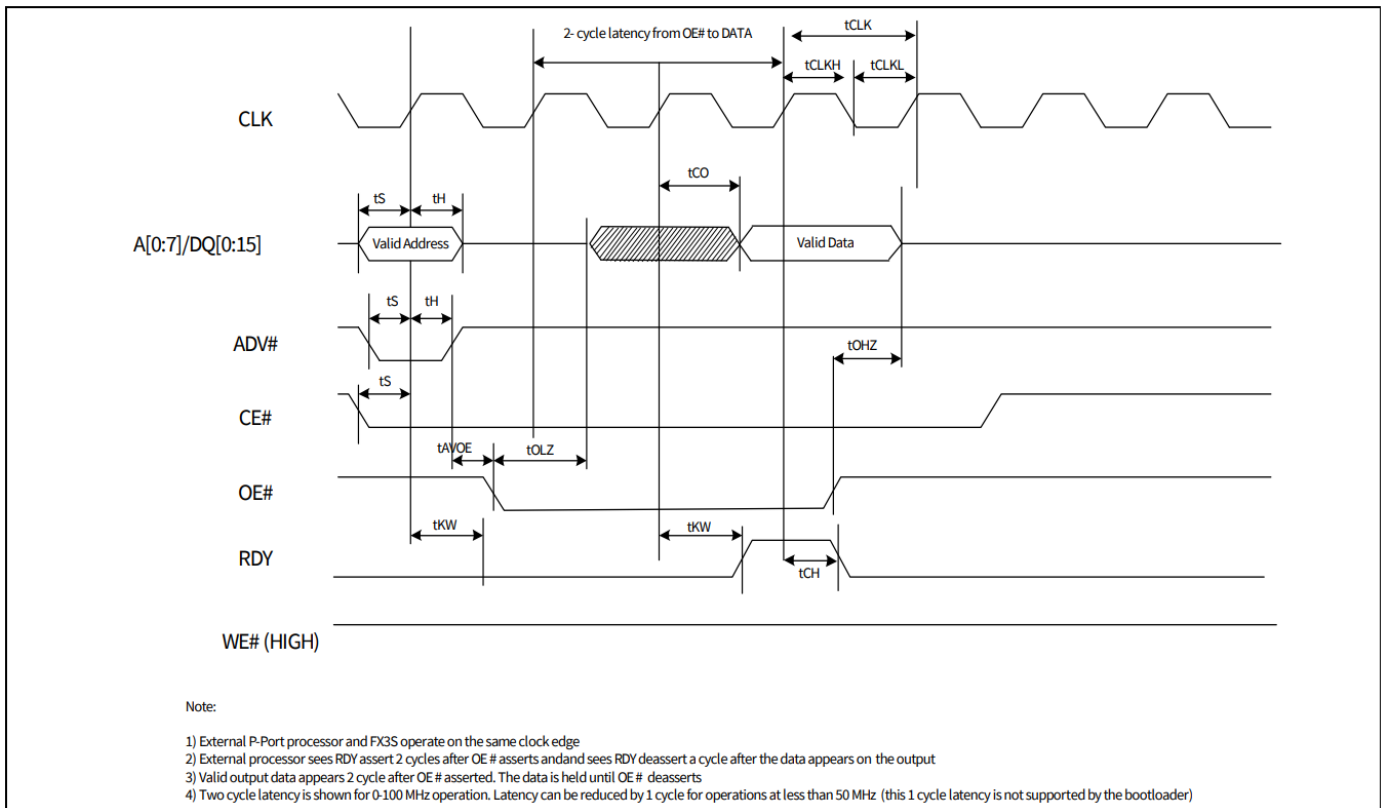 2- cycle latency from OE# to DATA
tCLK
tCLKH
tCLKL
CLK
tCO
tS
tH
A[0:7]/DQ[0:15]
Valid Address
Valid Data
tS
tH
ADV#
tOHZ
tS
CE#
tAVOE
tOLZ
OE#
tKW
tKW
RDY
tCH
WE# (HIGH)
Note:
1) External P-Port processor and FX3S operate on the same clock edge
2) External processor sees RDY assert 2 cycles after OE # asserts andand sees RDY deassert a cycle after the data appears on the output
3) Valid output data appears 2 cycle after OE # asserted. The data is held until OE # deasserts
4) Two cycle latency is shown for 0-100 MHz operation. Latency can be reduced by 1 cycle for operations at less than 50 MHz (this 1 cycle latency is not supported by the bootloader)